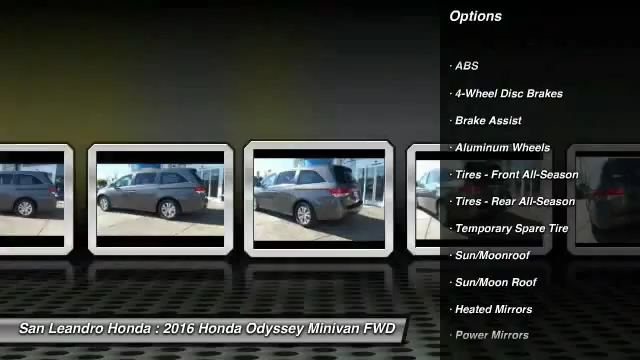 Options
· ABS
· 4-Wheel Disc Brakes
· Brake Assist
· Aluminum Wheels
· Tires - Front All-Season
· Tires - Rear All-Season
· Temporary Spare Tire
· Sun/Moonroof
· Sun/Moon Roof
· Heated Mirrors
· Power Mirrors
San Leandro Honda : 2016 Honda Odyssey Minivan FWD